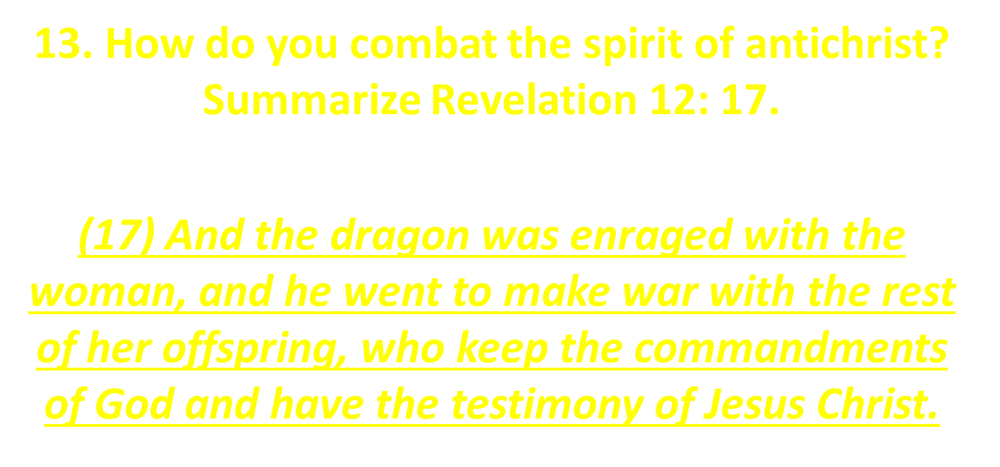 13. How do you combat the spirit of antichrist?
Summarize Revelation 12: 17.
(17) And the dragon was enraged with the
woman, and he went to make war with the rest
of her offspring, who keep the commandments
of God and have the testimony of Jesus Christ.